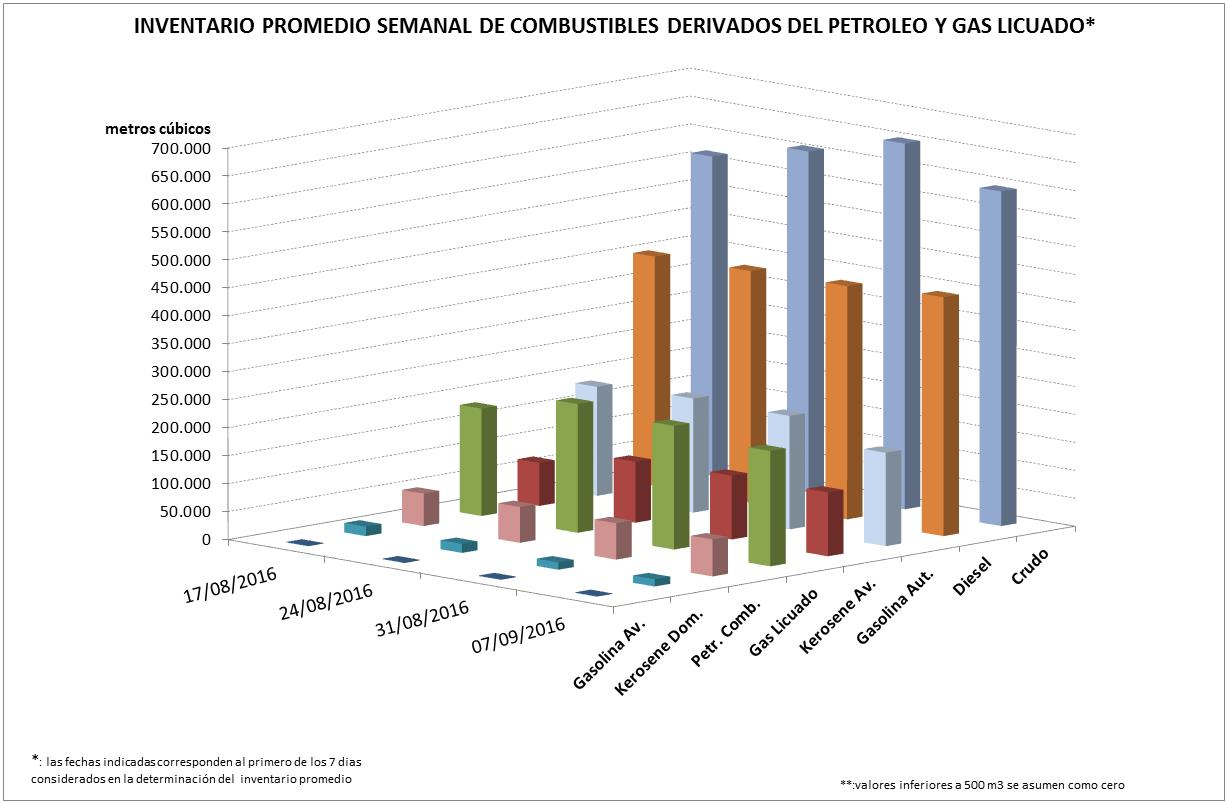 INVENTARIO PROMEDIO SEMANAL DE COMBUSTIBLES DERIVADOS DEL PETROLEO Y GAS LICUADO*
metros cúbicos
700.000
650.000
600.000
550.000
500.000
450.000
400.000
350.000
300.000
250.000
200.000
150.000
100.000
50.000
0
17/08/2016
24/08/2016
31/08/2016
07/09/2016
Gasolina Av.
Kerosene Dom.
Petr. Comb.
Gas Licuado
Kerosene Av.
Gasolina Aut.
Diesel
Crudo
*: las fechas indicadas corresponden al primero de los 7 dias
considerados en la determinación del inventario promedio
**:valores inferiores a 500 m3 se asumen como cero